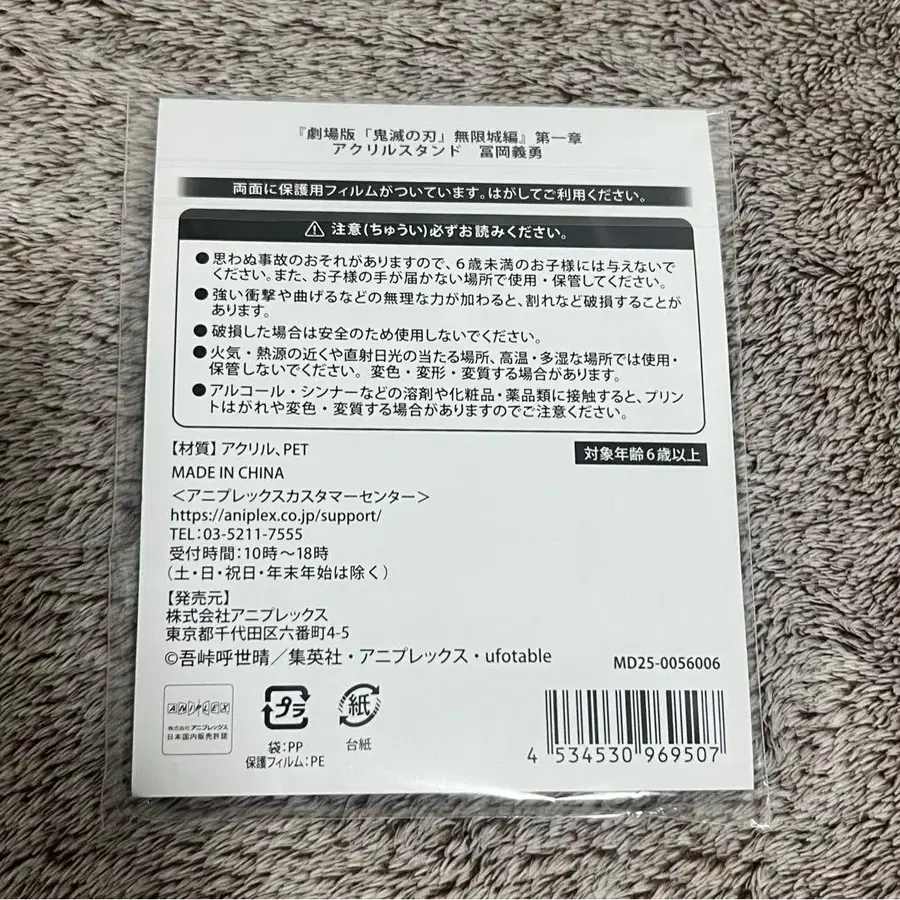 『劇場版「鬼滅の刃」無限城編』第一章
アクリルスタンド　冨岡義勇
両面に保護用フィルムがついています。はがしてご利用ください。
注意(ちゅうい)必ずお読みください。
●思わぬ事故のおそれがありますので、6歳未満のお子様には与えないで
ください。また、お子様の手が届かない場所で使用・保管してください。
●強い衝撃や曲げるなどの無理な力が加わると、割れなど破損することが
あります。
●破損した場合は安全のため使用しないでください。
●火気・熱源の近くや直射日光の当たる場所、高温・多湿な場所では使用・
保管しないでください。変色・変形・変質する場合があります。
●アルコール・シンナーなどの溶剤や化粧品・薬品類に接触すると、プリン
トはがれや変色・変質する場合がありますのでご注意ください。
【材質】アクリル、PET
対象年齢6歳以上
MADE IN CHINA
＜アニプレックスカスタマーセンター＞
https://aniplex.co.jp/support/
TEL:03-5211-7555
受付時間:10時～18時
(土・日・祝日・年末年始は除く)
【発売元】
株式会社アニプレックス
東京都千代田区六番町4-5
©吾峠呼世晴／集英社・アニプレックス・ufotable
MD25-0056006
ANIPLEX
株式会社アニプレックス
日本国内販売許諾
プラ
袋:PP
保護フィルム:PE
紙
台紙
4 534530 969507